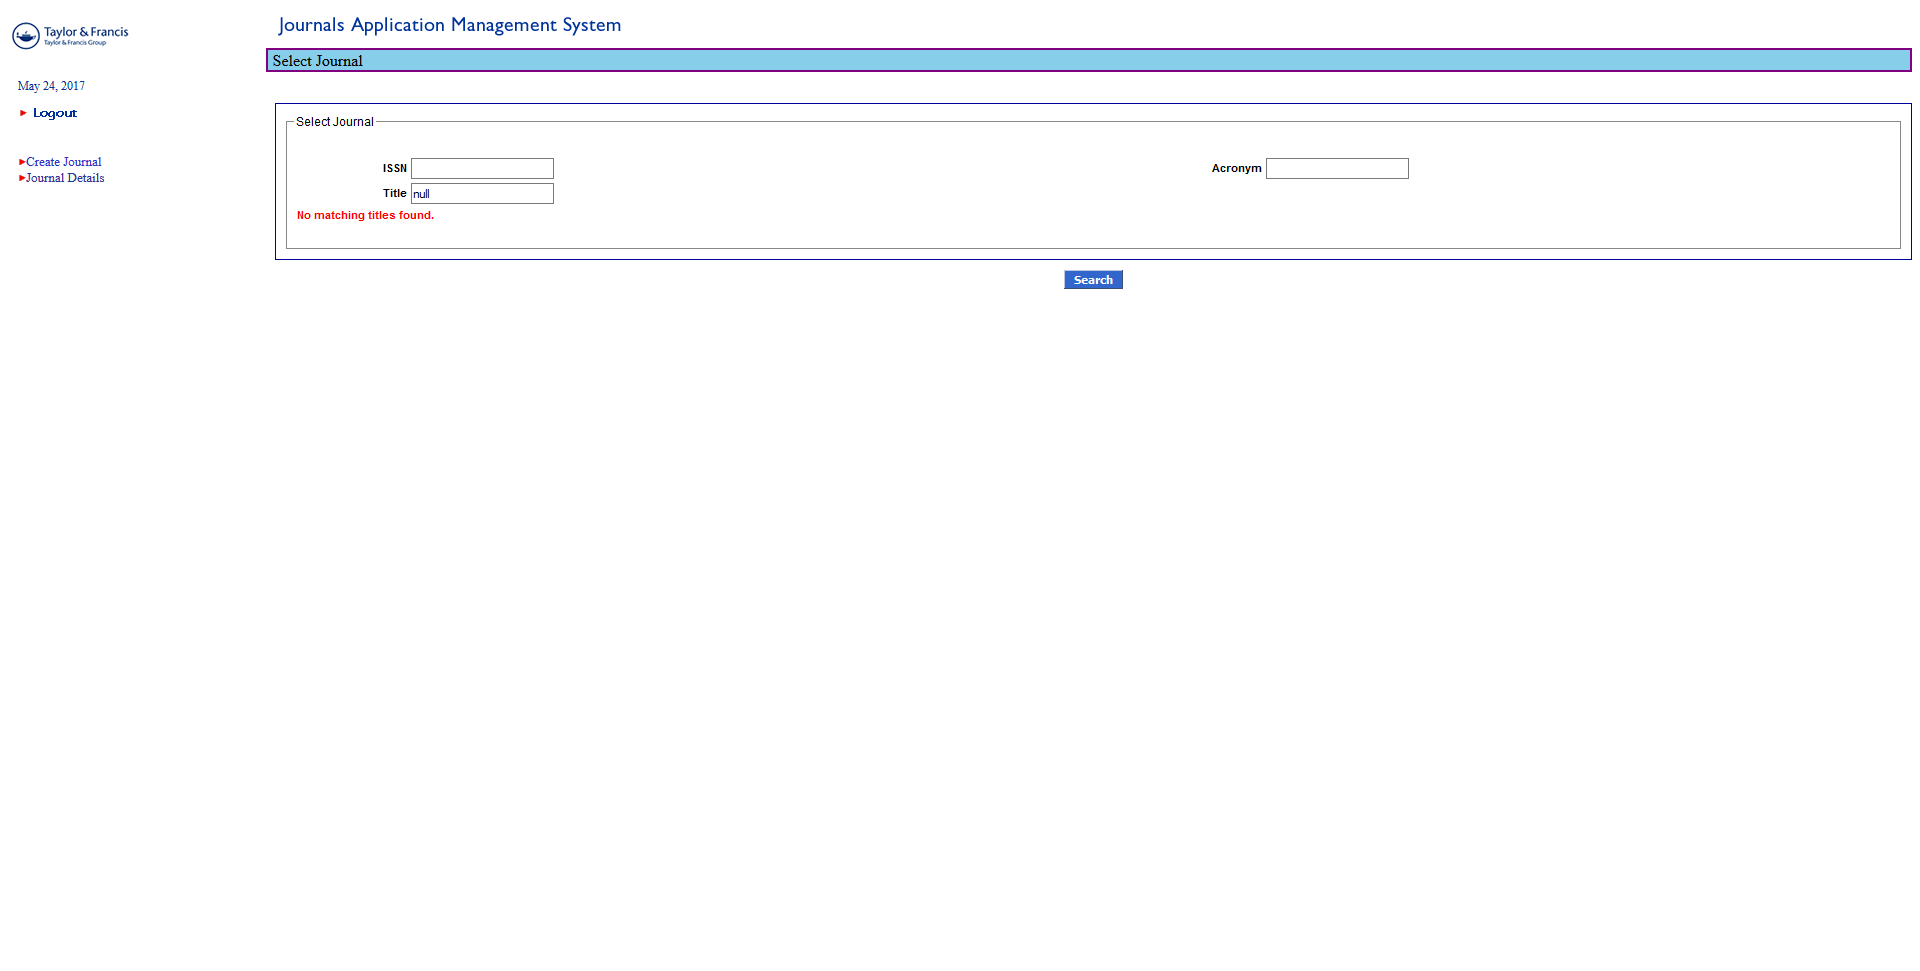 Taylor & Francis
Taylor & Francis Group
Journals Application Management System
Select Journal
May 24, 2017
Logout
Create Journal
Journal Details
Select Journal
ISSN
Acronym
Title null
No matching titles found.
Search